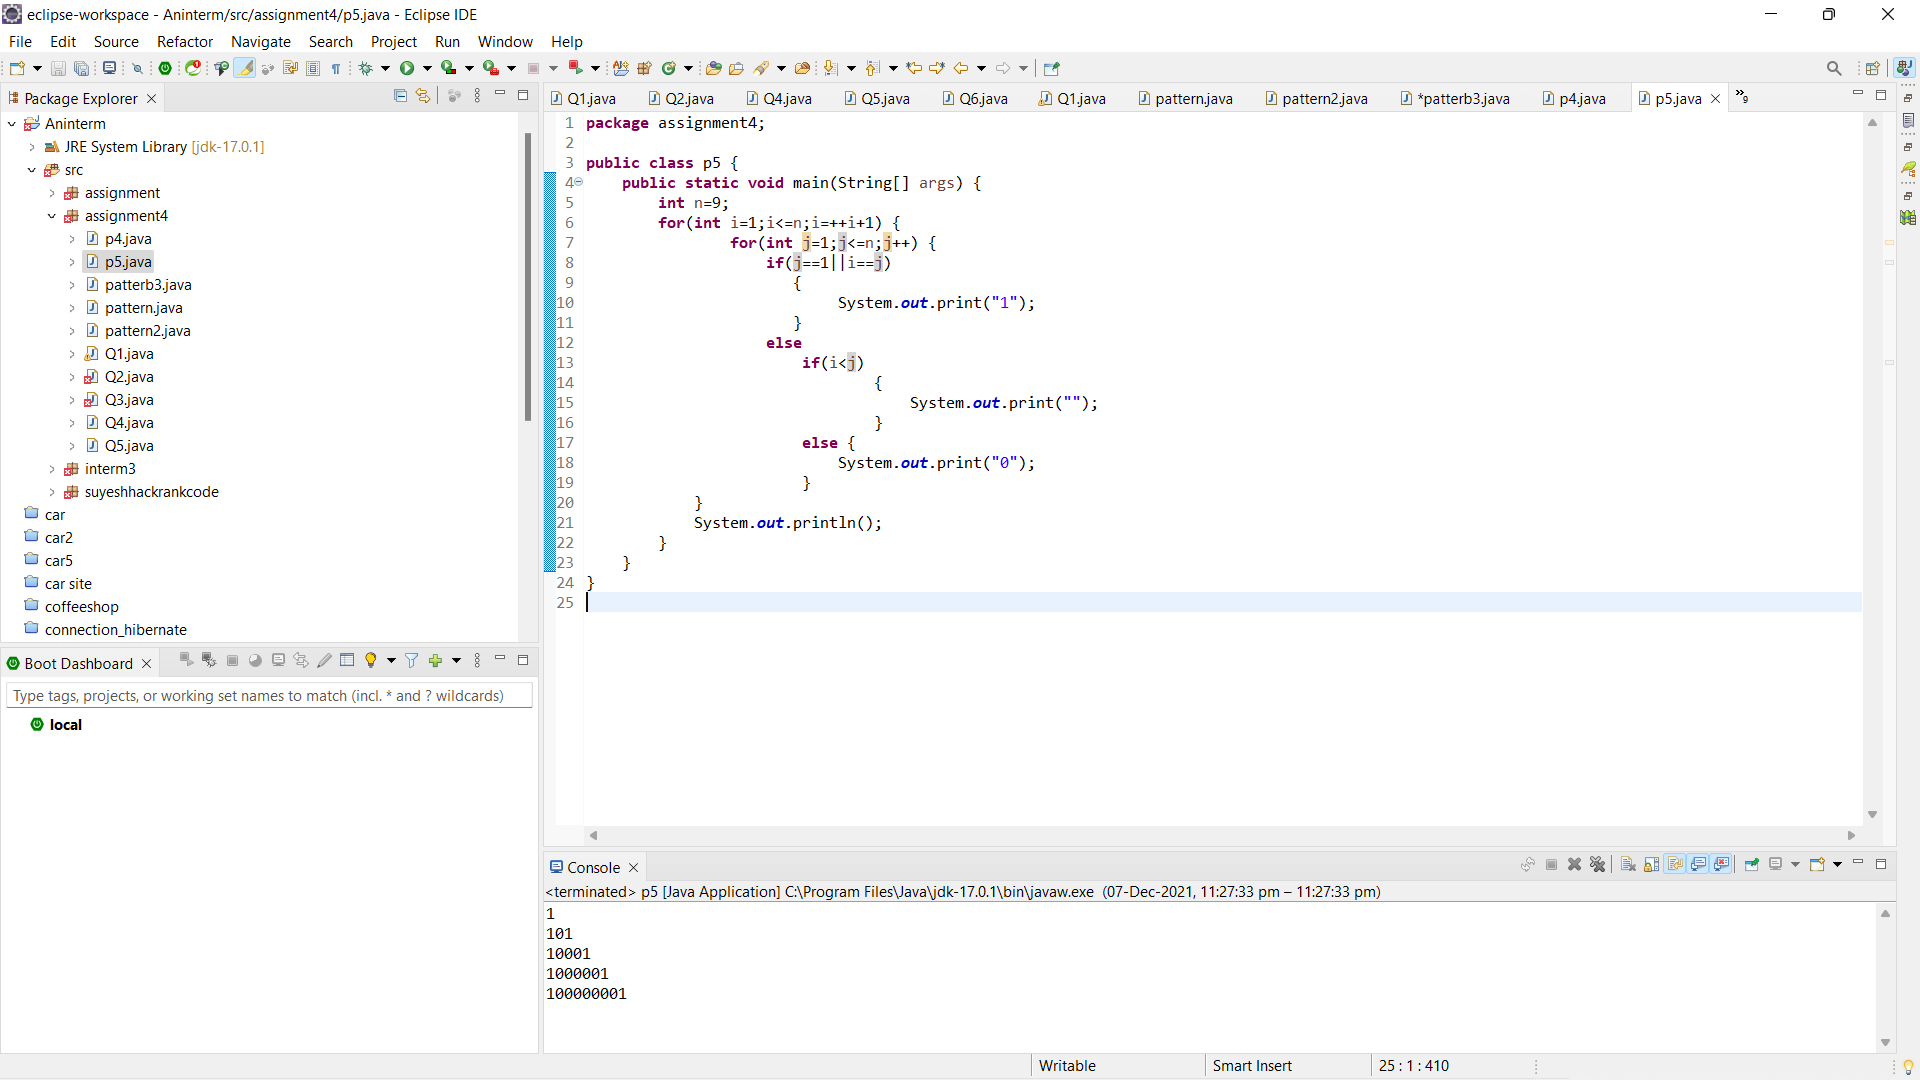 eclipse-workspace - Aninterm/src/assignment4/p5.java - Eclipse IDE
File Edit Source Refactor Navigate Search Project Run Window Help
Package Explorer
Aninterm
JRE System Library [jdk-17.0.1]
src
assignment
assignment4
p4.java
p5.java
patterb3.java
pattern.java
pattern2.java
Q1.java
Q2.java
Q3.java
Q4.java
Q5.java
interm3
suyeshhackrankcode
car
car2
car5
car site
coffeeshop
connection_hibernate
Boot Dashboard
Type tags, projects, or working set names to match (incl. * and ? wildcards)
local
Q1.java Q2.java Q4.java Q5.java Q6.java Q1.java pattern.java pattern2.java *patterb3.java p4.java p5.java »9
1 package assignment4;
2
3 public class p5 {
4 public static void main(String[] args) {
5 int n=9;
6 for(int i=1;i<=n;i=++i+1) {
7 for(int j=1;j<=n;j++) {
8 if(j==1||i==j)
9 {
10 System.out.print("1");
11 }
12 else
13 if(i<j)
14 {
15 System.out.print("");
16 }
17 else {
18 System.out.print("0");
19 }
20 }
21 System.out.println();
22 }
23 }
24 }
25
Console
<terminated> p5 [Java Application] C:\Program Files\Java\jdk-17.0.1\bin\javaw.exe (07-Dec-2021, 11:27:33 pm – 11:27:33 pm)
1
101
10001
1000001
100000001
Writable Smart Insert 25 : 1 : 410